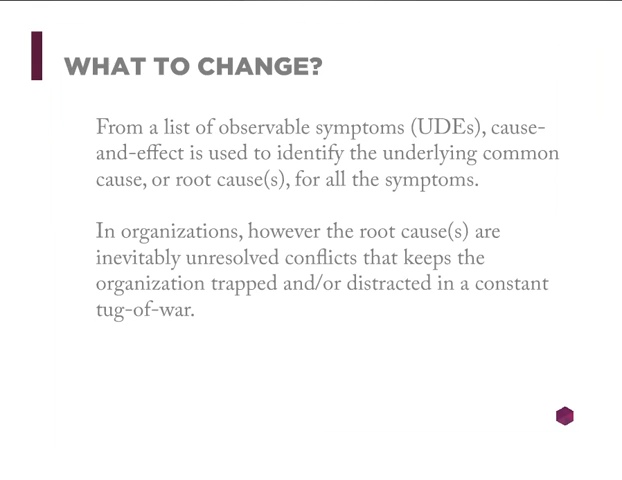 WHAT TO CHANGE?
From a list of observable symptoms (UDEs), cause-
and-effect is used to identify the underlying common
cause, or root cause(s), for all the symptoms.
In organizations, however the root cause(s) are
inevitably unresolved conflicts that keeps the
organization trapped and/or distracted in a constant
tug-of-war.